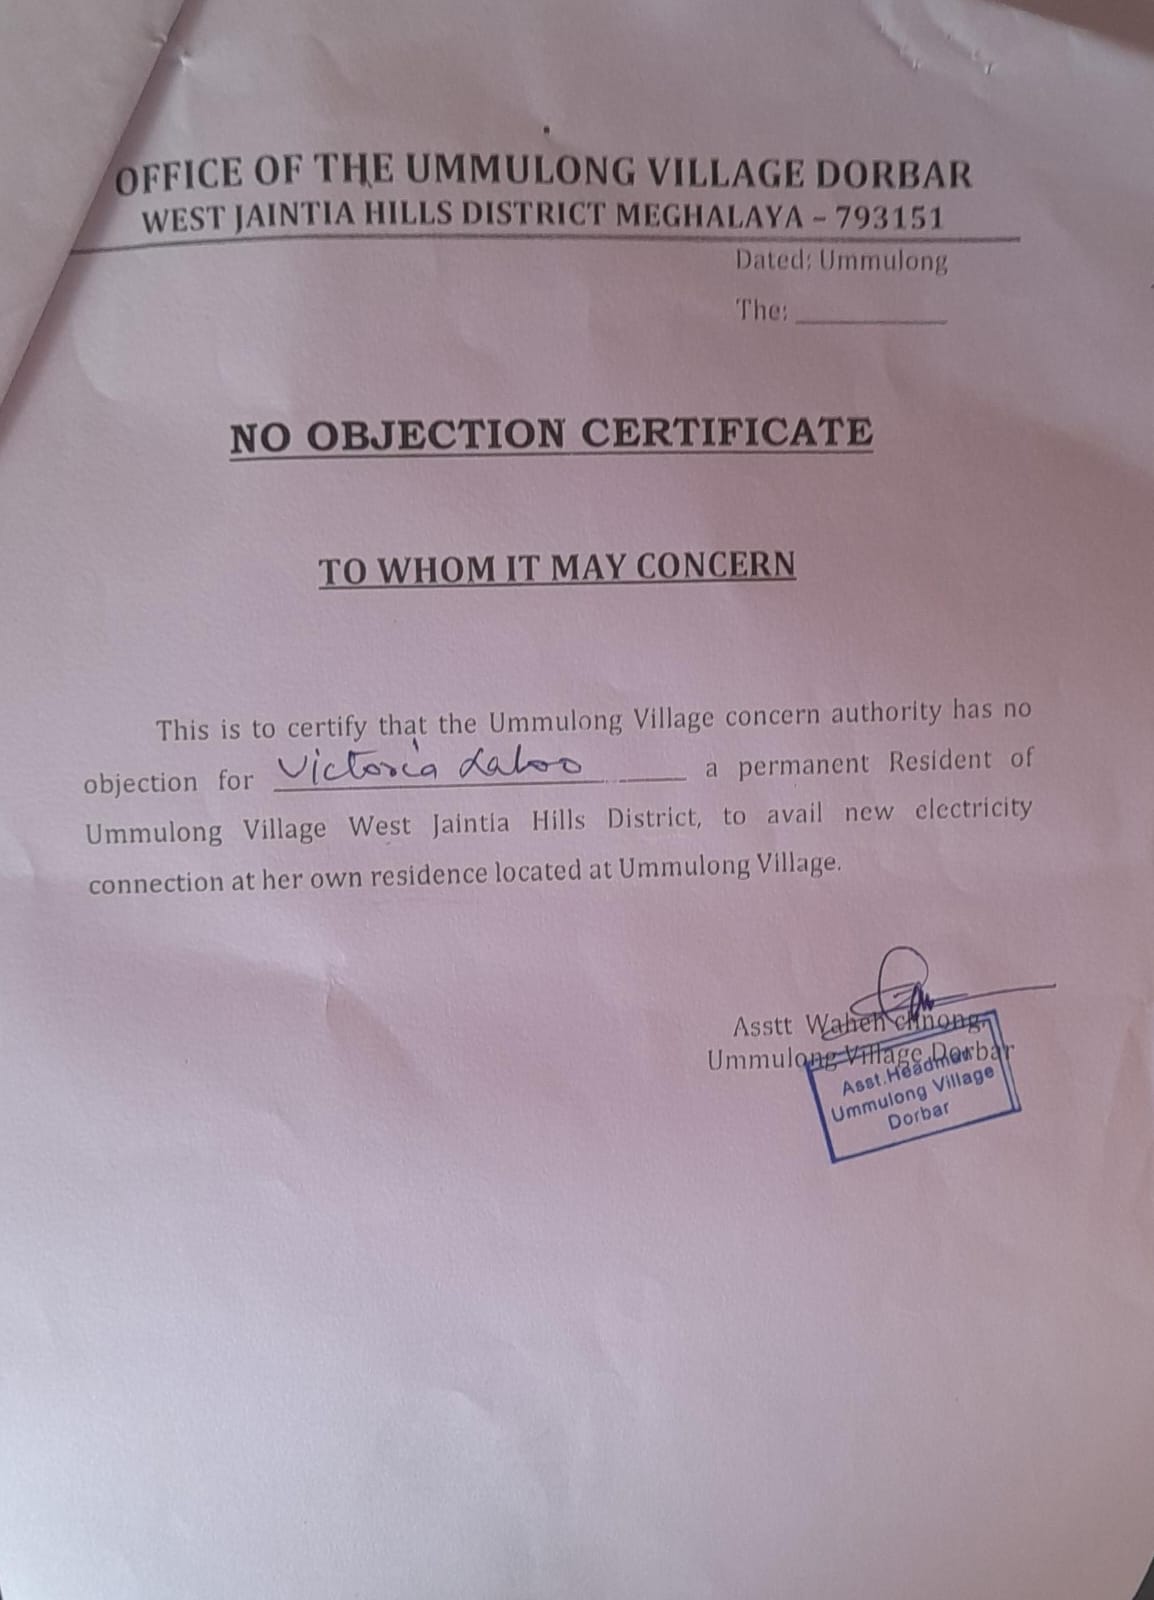 OFFICE OF THE UMMULONG VILLAGE DORBAR
WEST JAINTIA HILLS DISTRICT MEGHALAYA – 793151
Dated: Ummulong
The: ____________
NO OBJECTION CERTIFICATE
TO WHOM IT MAY CONCERN
This is to certify that the Ummulong Village concern authority has no
objection for Victoria Laloo a permanent Resident of
Ummulong Village West Jaintia Hills District, to avail new electricity
connection at her own residence located at Ummulong Village.
Asstt Waheh chnong
Ummulong Village Dorbar
Asst.Headman
Ummulong Village
Dorbar